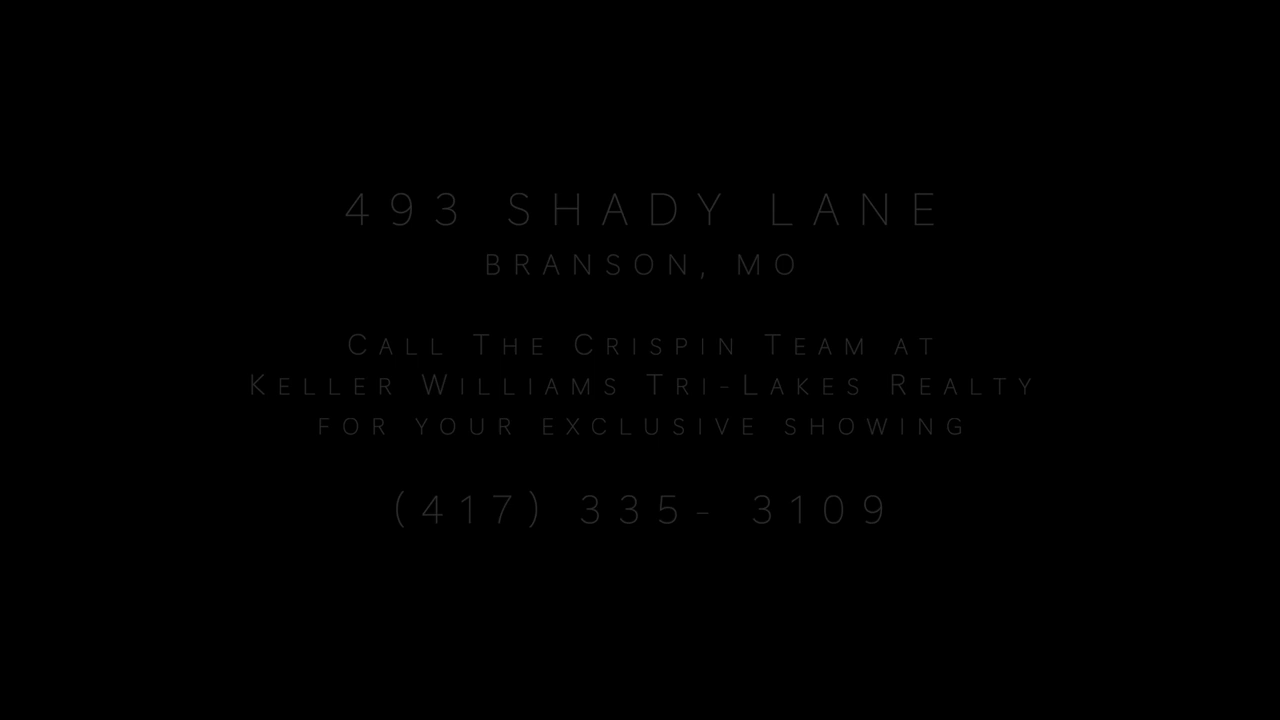 493 SHADY LANE
BRANSON, MO
CALL THE CRISPIN TEAM AT
KELLER WILLIAMS TRI-LAKES REALTY
FOR YOUR EXCLUSIVE SHOWING
(417) 335- 3109